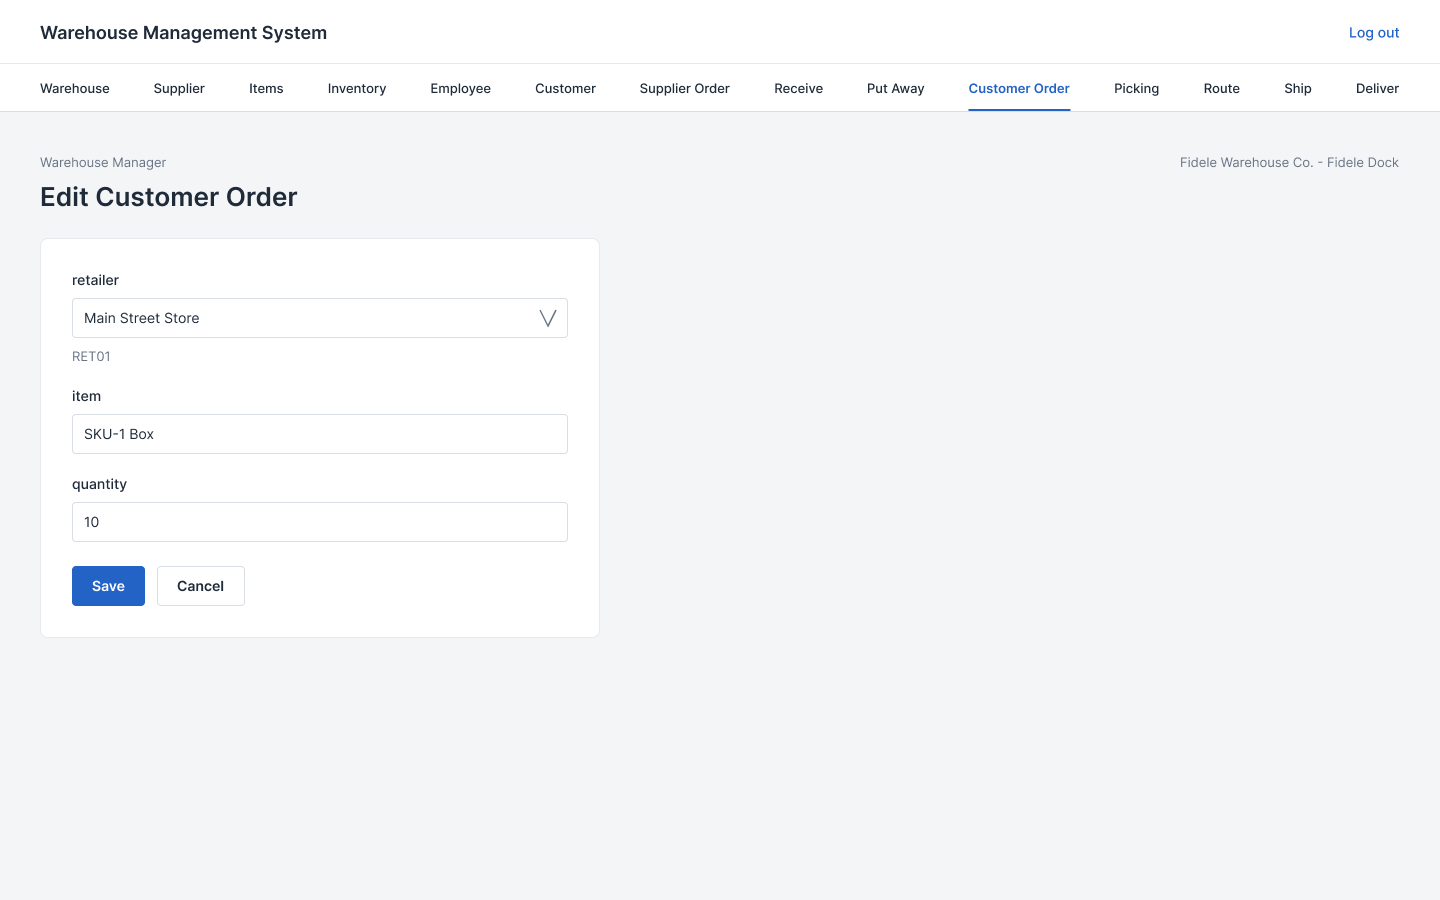 Warehouse Management System
Log out
Warehouse Supplier Items Inventory Employee Customer Supplier Order Receive Put Away Customer Order Picking Route Ship Deliver
Warehouse Manager
Fidele Warehouse Co. - Fidele Dock
Edit Customer Order
retailer
Main Street Store
RET01
item
SKU-1 Box
quantity
10
Save Cancel